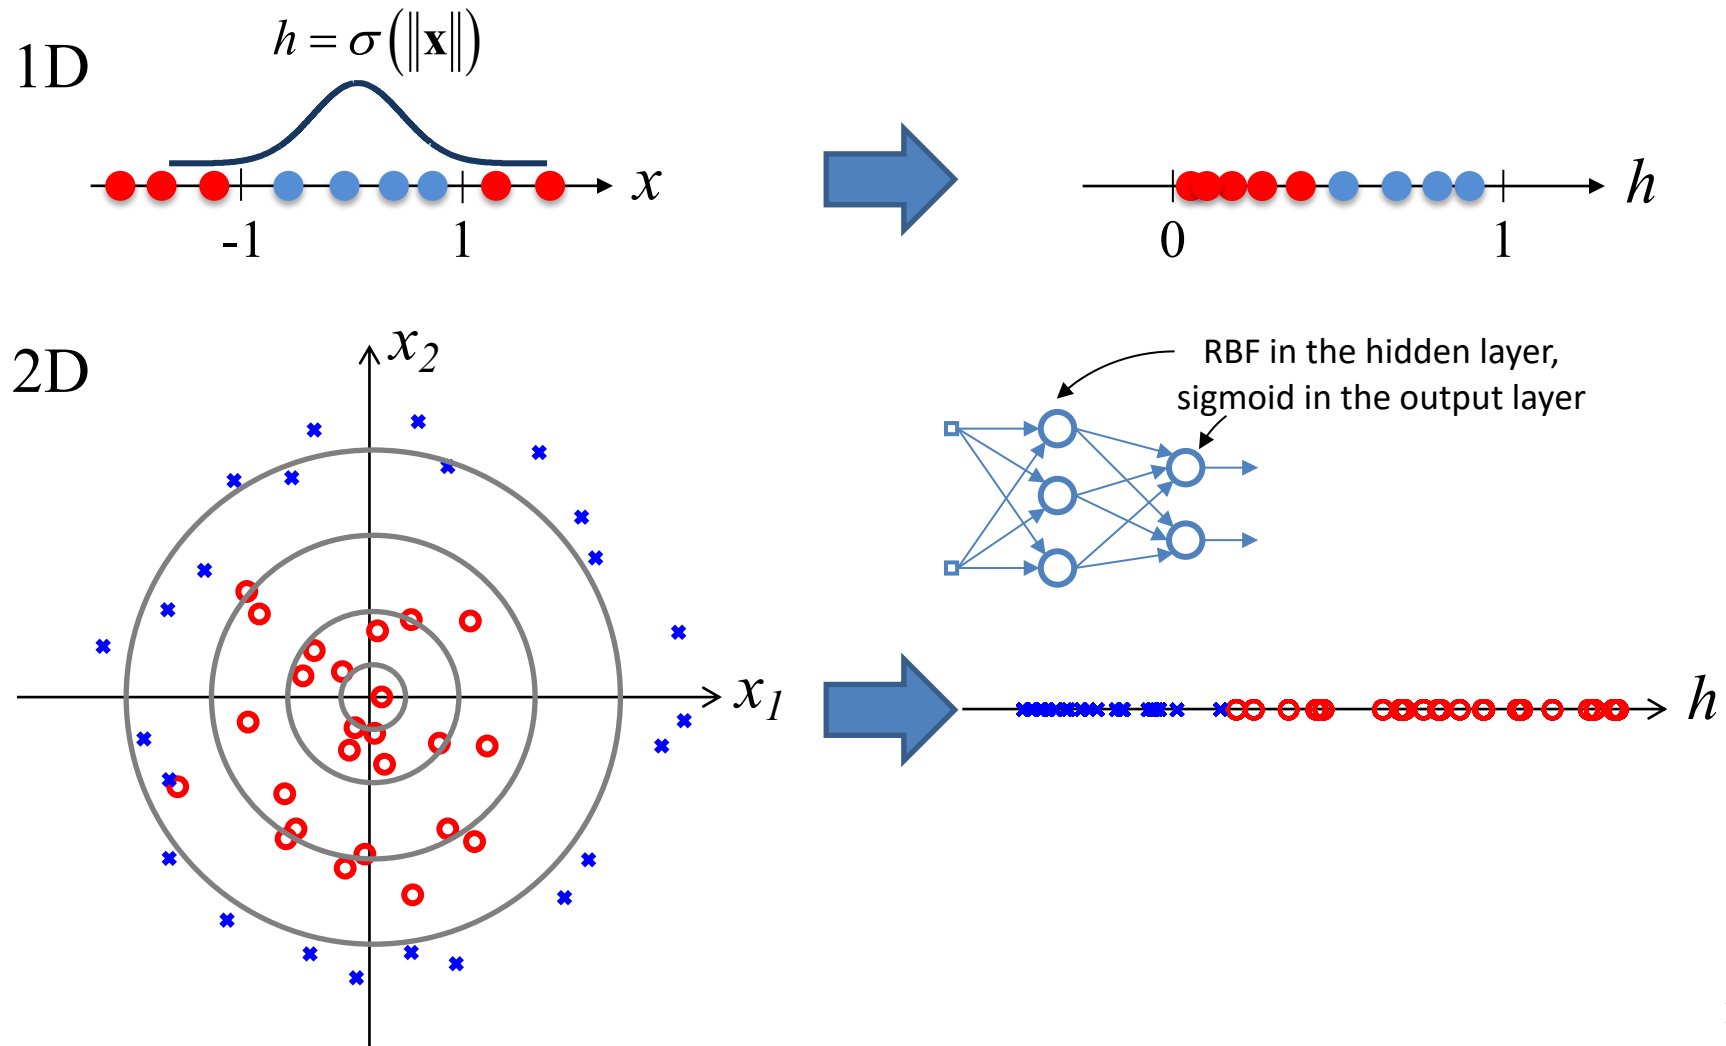 1D
h = σ(‖x‖)
x
-1
1
h
0
1
2D
x₂
x₁
RBF in the hidden layer,
sigmoid in the output layer
h